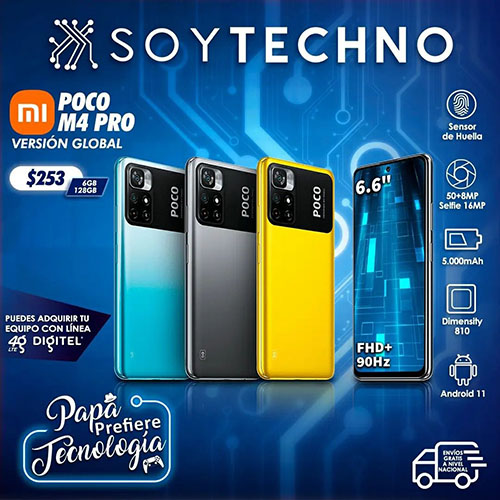 SOYTECHNO
mi
POCO
M4 PRO
VERSIÓN GLOBAL
$253
6GB
128GB
POCO
POCO
POCO
6.6"
FHD+
90Hz
Sensor
de Huella
50+8MP
Selfie 16MP
5.000mAh
Dimensity
810
Android 11
PUEDES ADQUIRIR TU
EQUIPO CON LÍNEA
4G LTE DIGITEL
Papá
Prefiere
Tecnología
ENVÍOS
GRATIS
A NIVEL
NACIONAL